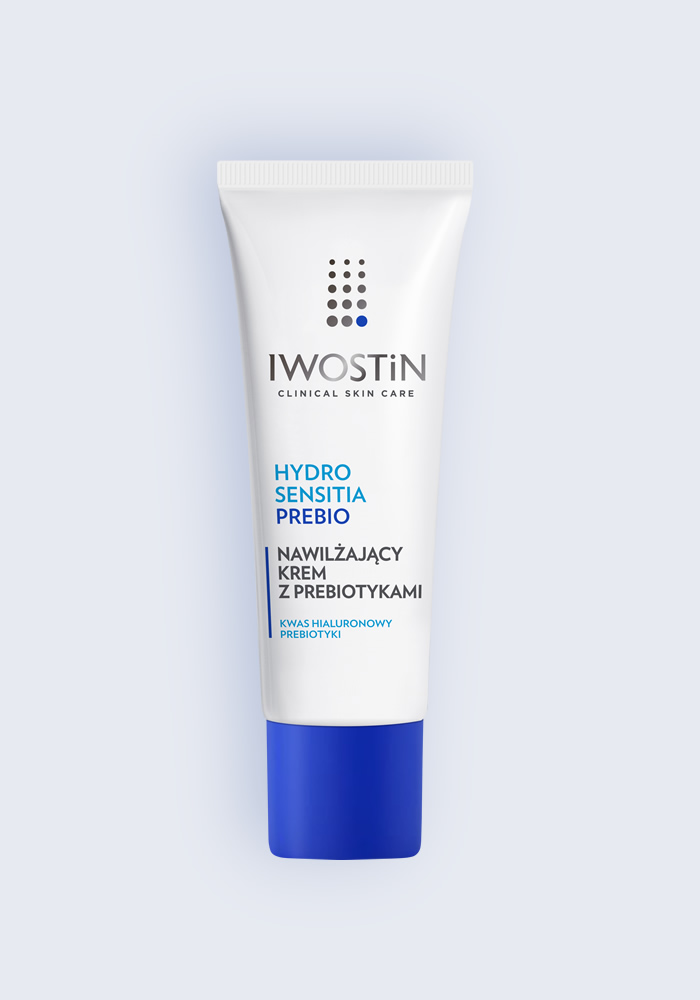 IWOSTiN
CLINICAL SKIN CARE
HYDRO
SENSITIA
PREBIO
NAWILŻAJĄCY
KREM
Z PREBIOTYKAMI
KWAS HIALURONOWY
PREBIOTYKI